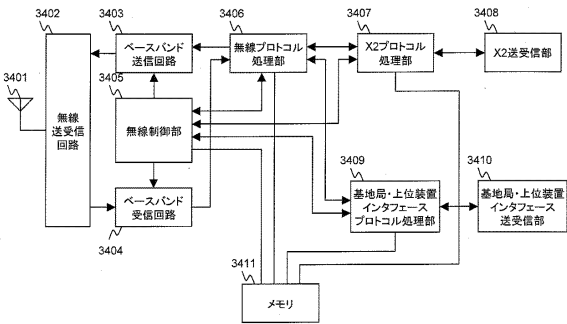 3402
3403
3406
3407
3408
ベースバンド
送信回路
無線プロトコル
処理部
X2プロトコル
処理部
X2送受信部
3401
3405
無線
送受信
回路
無線制御部
3409
3410
基地局・上位装置
インタフェース
プロトコル処理部
基地局・上位装置
インタフェース
送受信部
ベースバンド
受信回路
3404
3411
メモリ